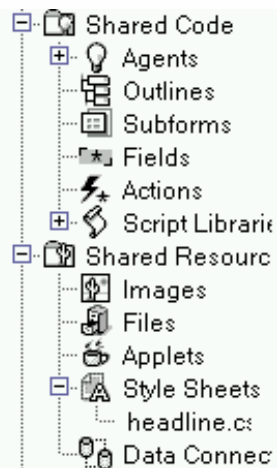 Shared Code
Agents
Outlines
Subforms
Fields
Actions
Script Librarie
Shared Resourc
Images
Files
Applets
Style Sheets
headline.cs
Data Connec